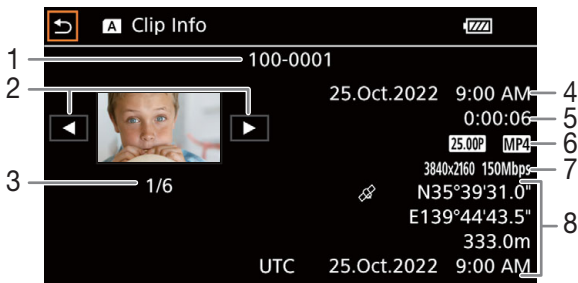 A Clip Info
1 100-0001
2
25.Oct.2022 9:00 AM 4
0:00:06 5
25.00P MP4 6
3840x2160 150Mbps 7
3 1/6
N35°39'31.0"
E139°44'43.5" 8
333.0m
UTC 25.Oct.2022 9:00 AM